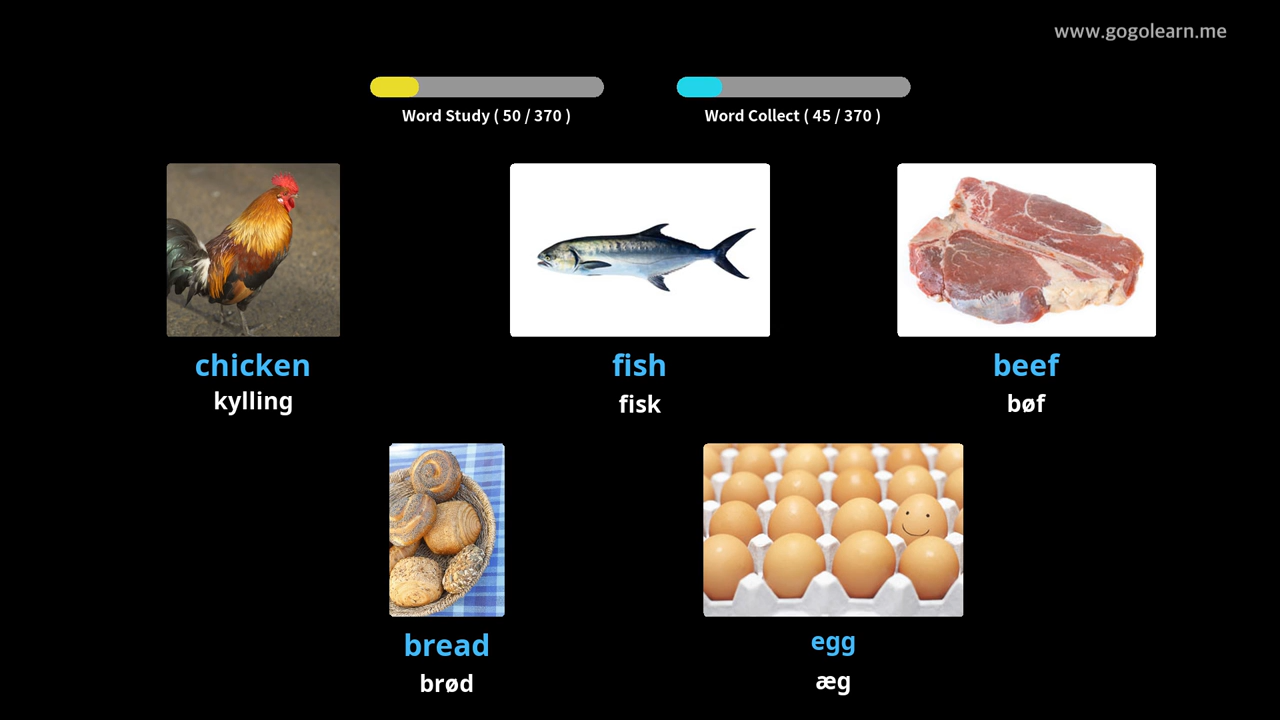 www.gogolearn.me
Word Study ( 50 / 370 )
Word Collect ( 45 / 370 )
chicken
kylling
fish
fisk
beef
bøf
bread
brød
egg
æg